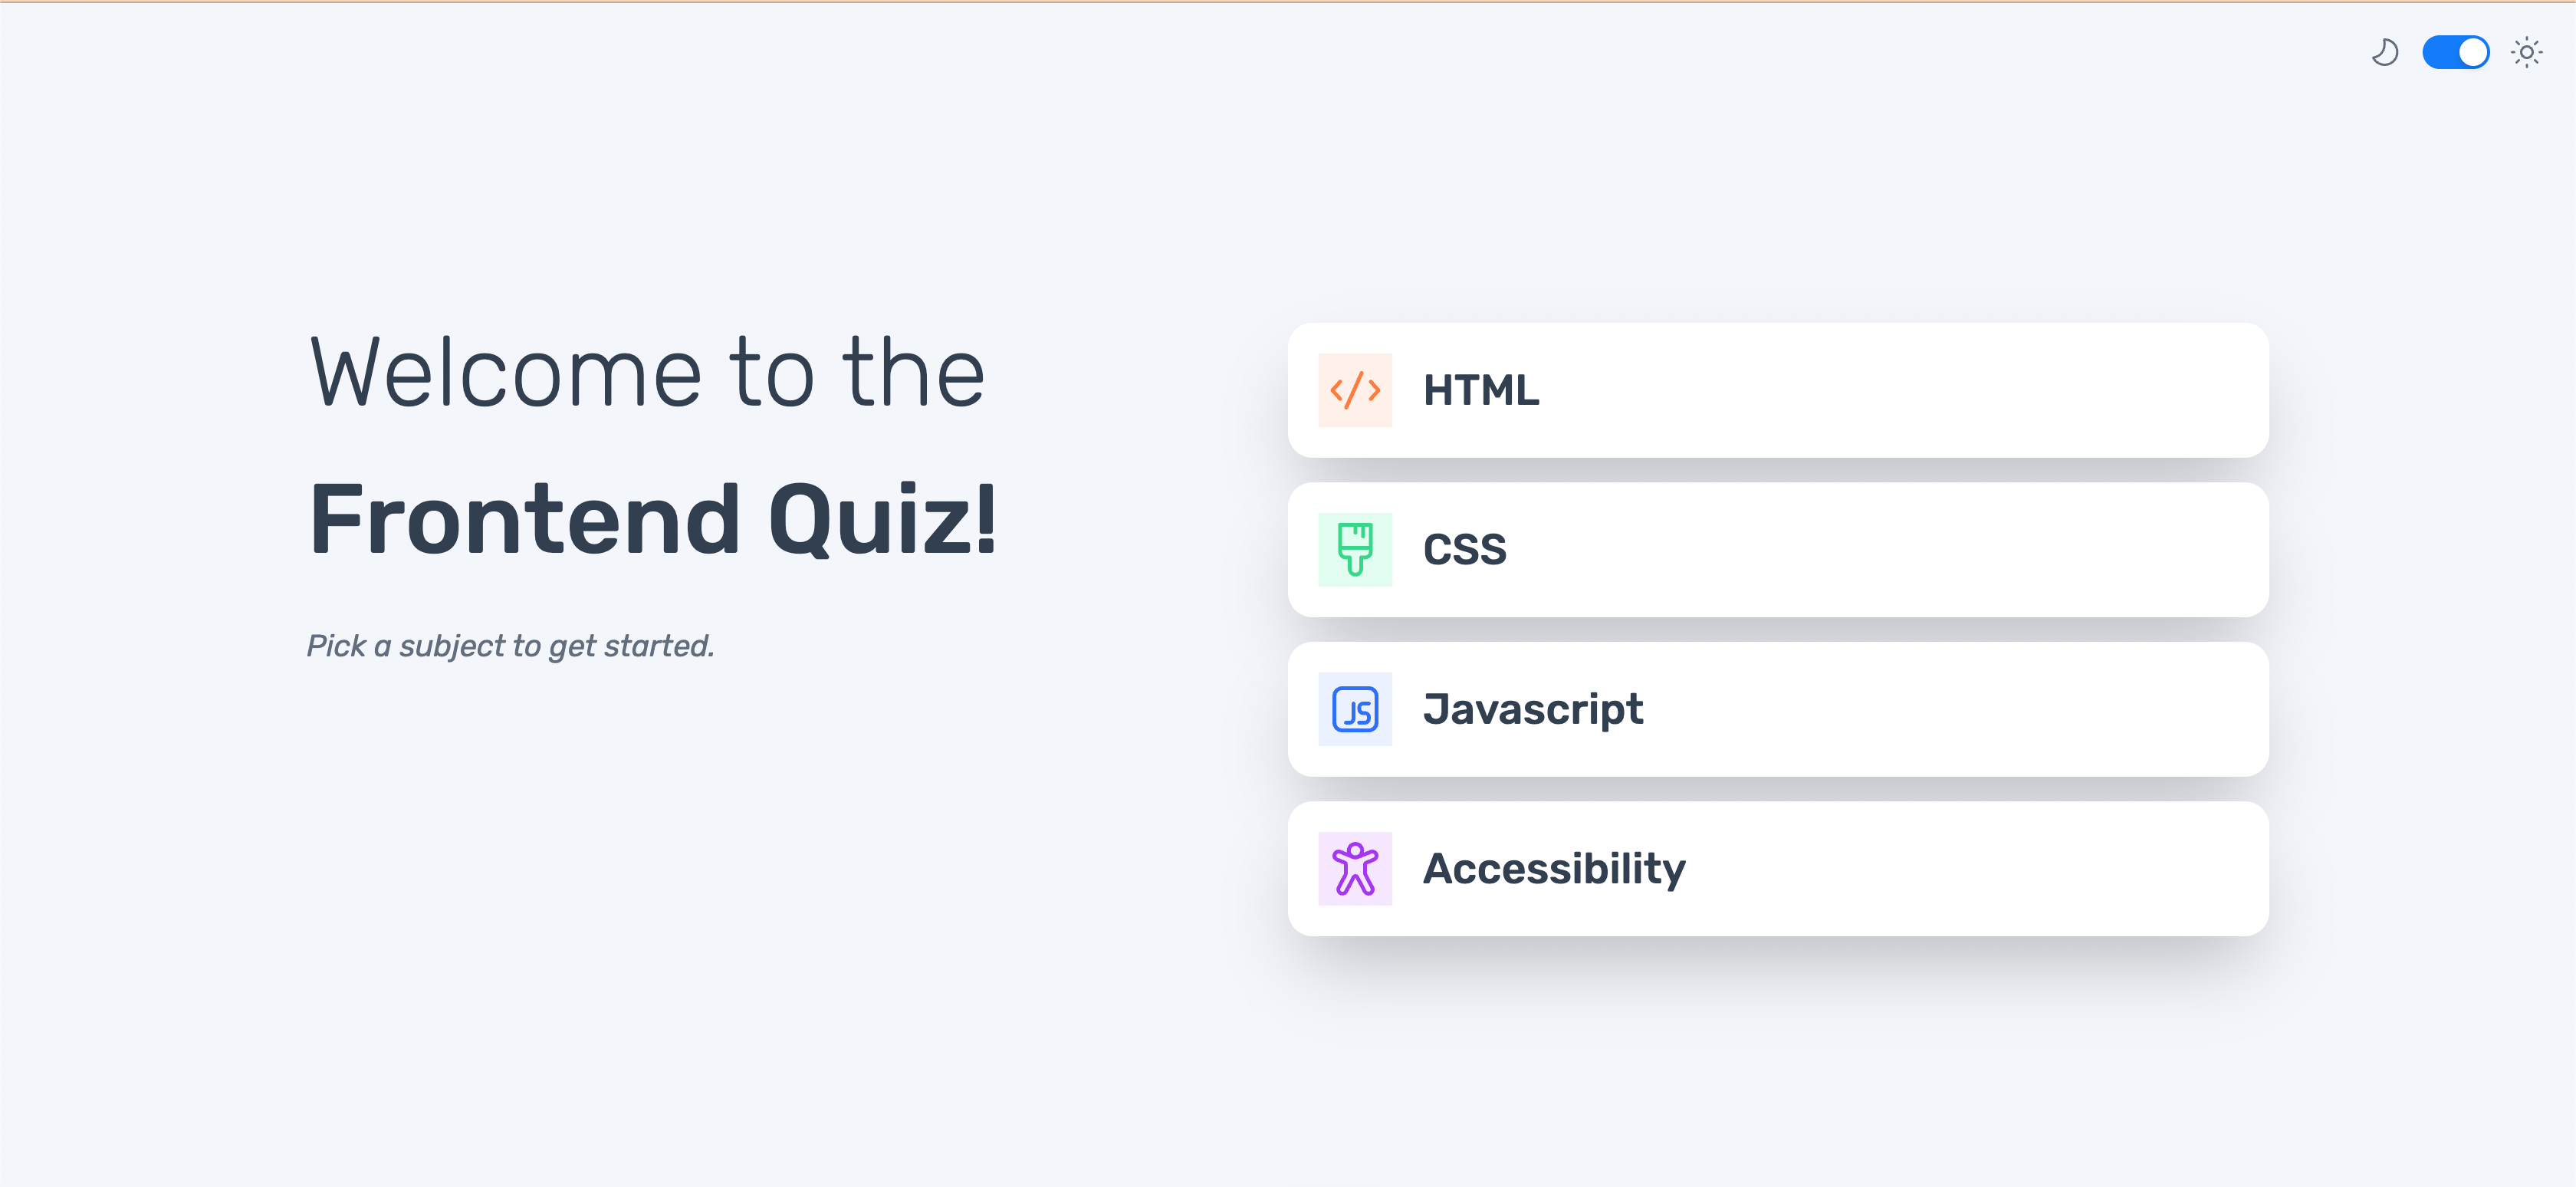 Welcome to the
Frontend Quiz!
Pick a subject to get started.
HTML
CSS
JS
Javascript
Accessibility